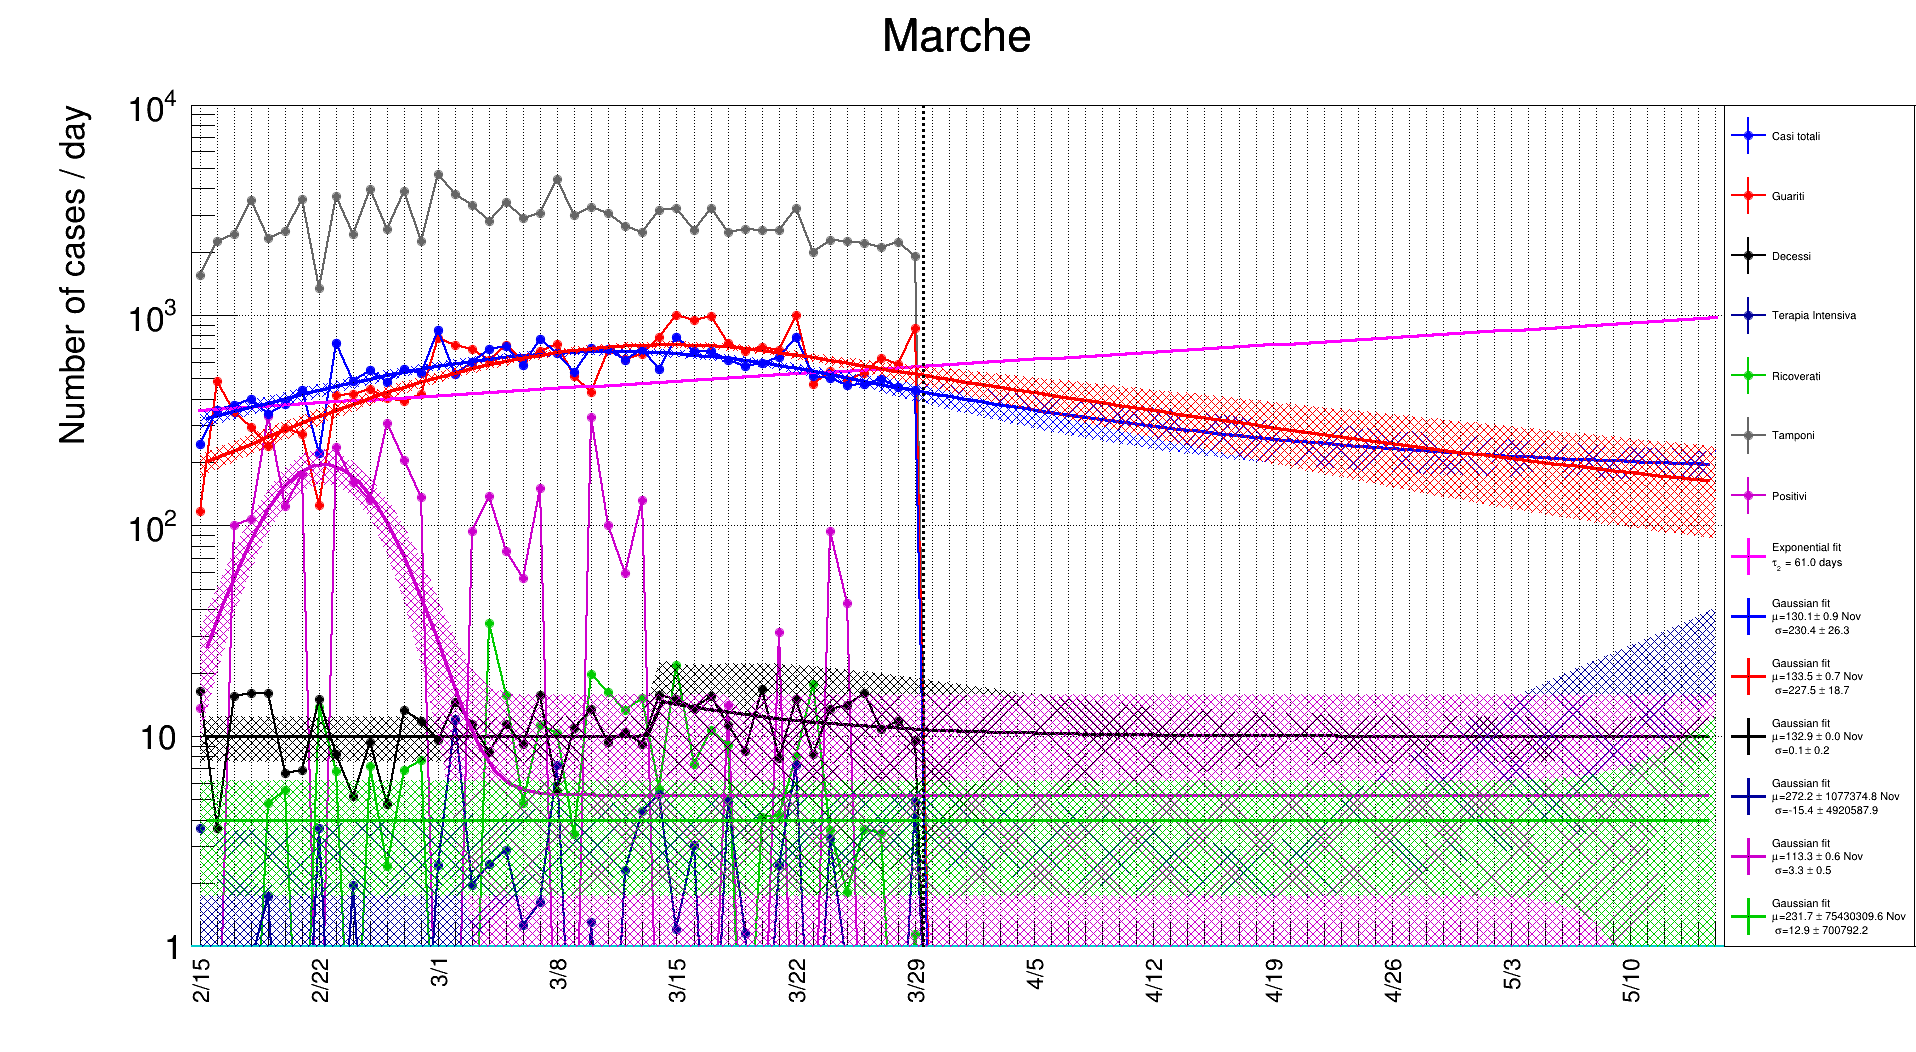 Marche
Number of cases / day
10⁴
10³
10²
10
1
2/15
2/22
3/1
3/8
3/15
3/22
3/29
4/5
4/12
4/19
4/26
5/3
5/10
Casi totali
Guariti
Decessi
Terapia Intensiva
Ricoverati
Tamponi
Positivi
Exponential fit
τ₂ = 61.0 days
Gaussian fit
μ=130.1± 0.9 Nov
σ=230.4 ± 26.3
Gaussian fit
μ=133.5± 0.7 Nov
σ=227.5 ± 18.7
Gaussian fit
μ=132.9± 0.0 Nov
σ=0.1± 0.2
Gaussian fit
μ=272.2± 1077374.8 Nov
σ=-15.4 ± 4920587.9
Gaussian fit
μ=113.3± 0.6 Nov
σ=3.3 ± 0.5
Gaussian fit
μ=231.7± 75430309.6 Nov
σ=12.9 ± 700792.2